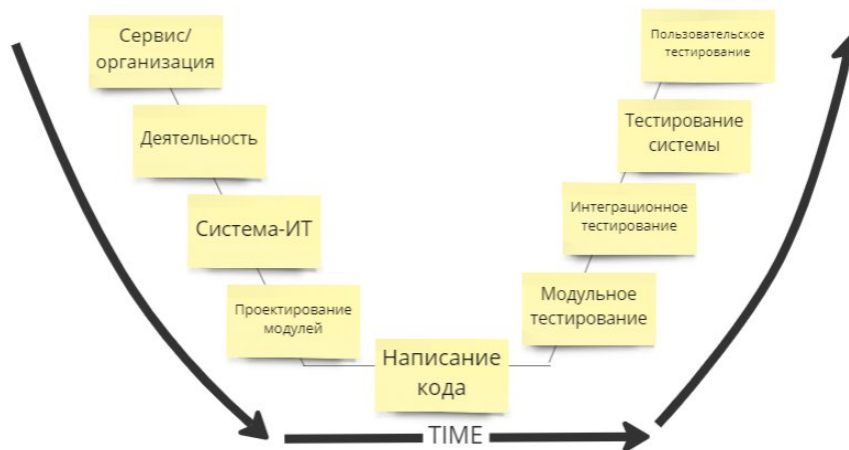 Сервис/
организация
Деятельность
Система-ИТ
Проектирование
модулей
Написание
кода
Модульное
тестирование
Интеграционное
тестирование
Тестирование
системы
Пользовательское
тестирование
TIME